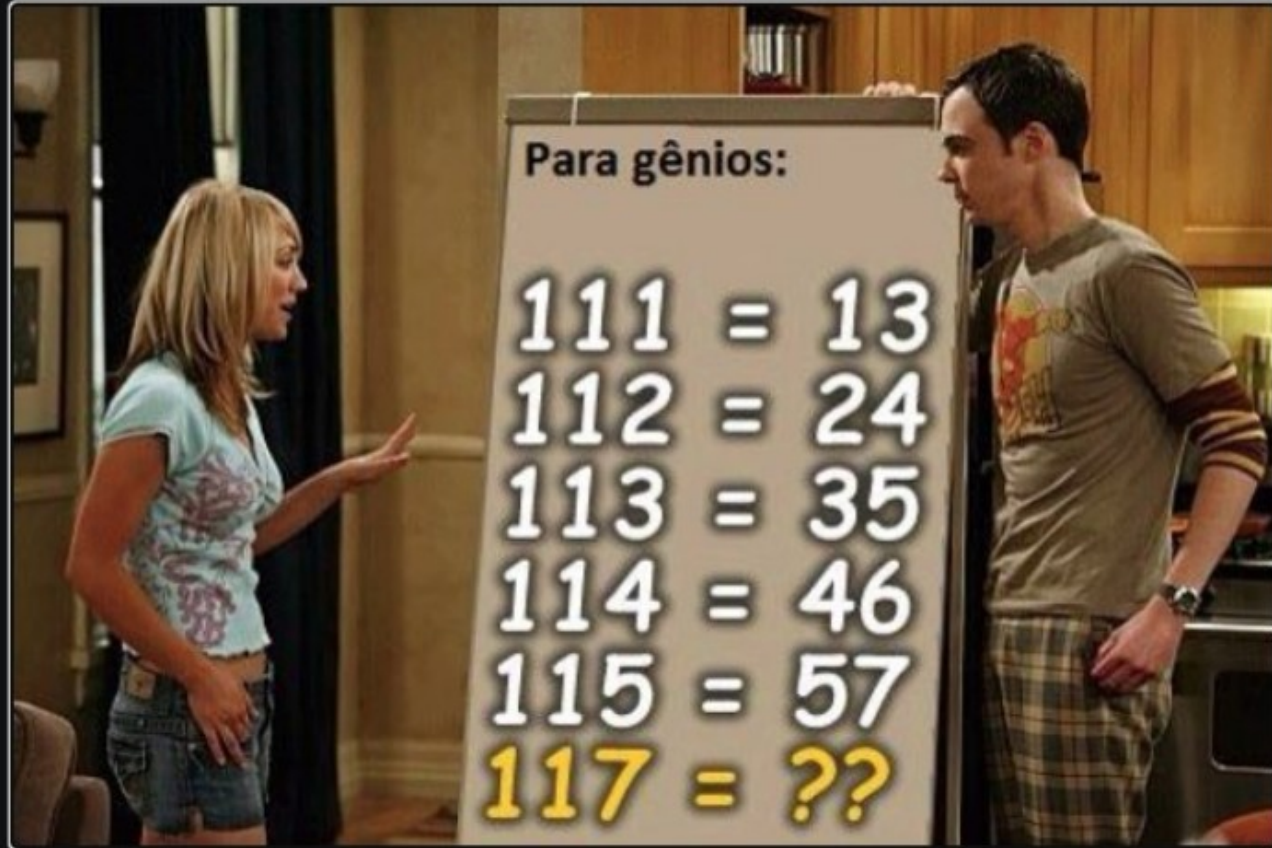 Para gênios:
111 = 13
112 = 24
113 = 35
114 = 46
115 = 57
117 = ??